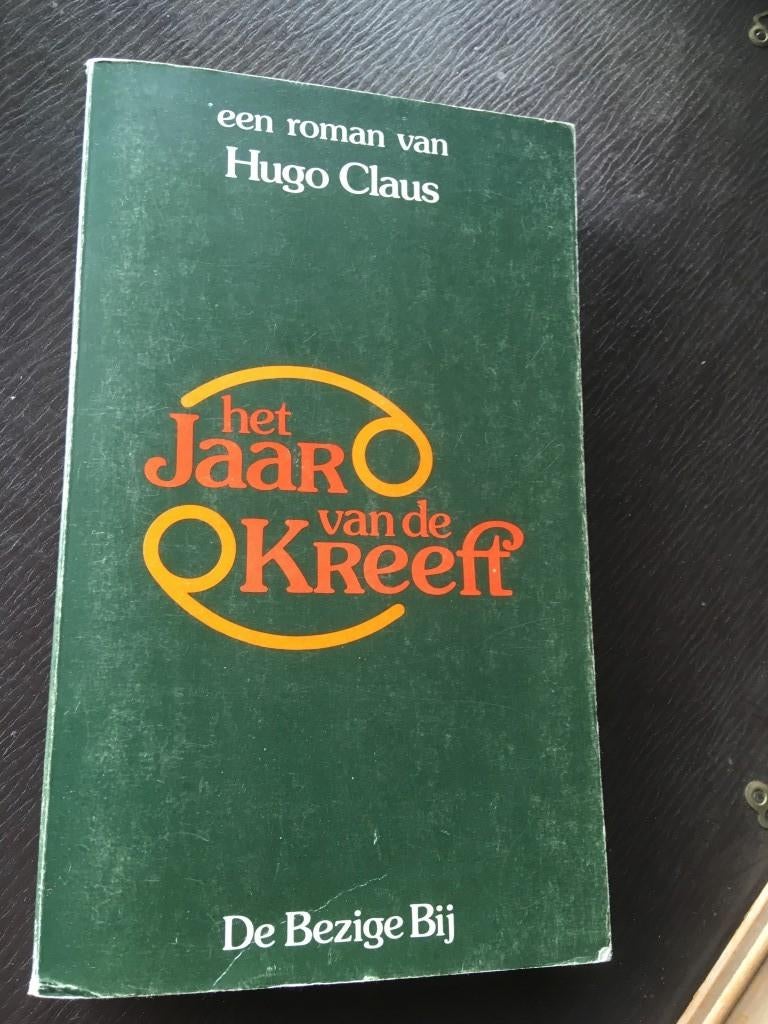 een roman van
Hugo Claus
het
Jaar
van de
Kreeft
De Bezige Bij